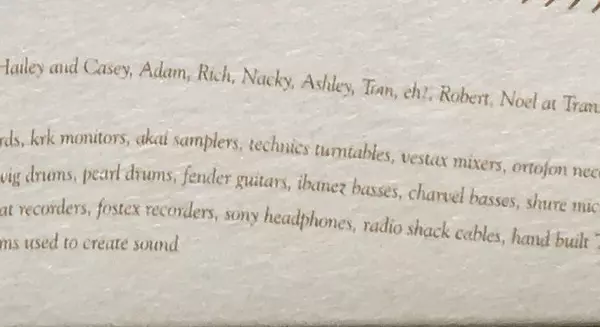 Hailey and Casey, Adam, Rich, Nacky, Ashley, Tran, eh!, Robert, Noel at Tran
rds, krk monitors, akai samplers, technics turntables, vestax mixers, ortofon nee
wig drums, pearl drums, fender guitars, ibanez basses, charvel basses, shure mic
at recorders, fostex recorders, sony headphones, radio shack cables, hand built
ms used to create sound